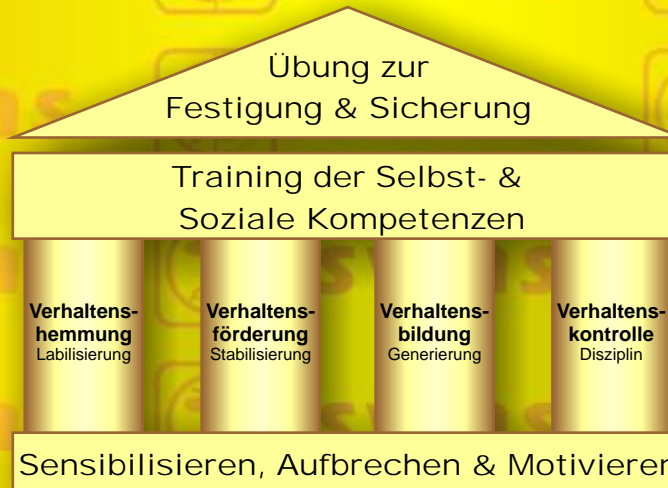 Übung zur
Festigung & Sicherung
Training der Selbst- &
Soziale Kompetenzen
Verhaltens-
hemmung
Labilisierung
Verhaltens-
förderung
Stabilisierung
Verhaltens-
bildung
Generierung
Verhaltens-
kontrolle
Disziplin
Sensibilisieren, Aufbrechen & Motivieren